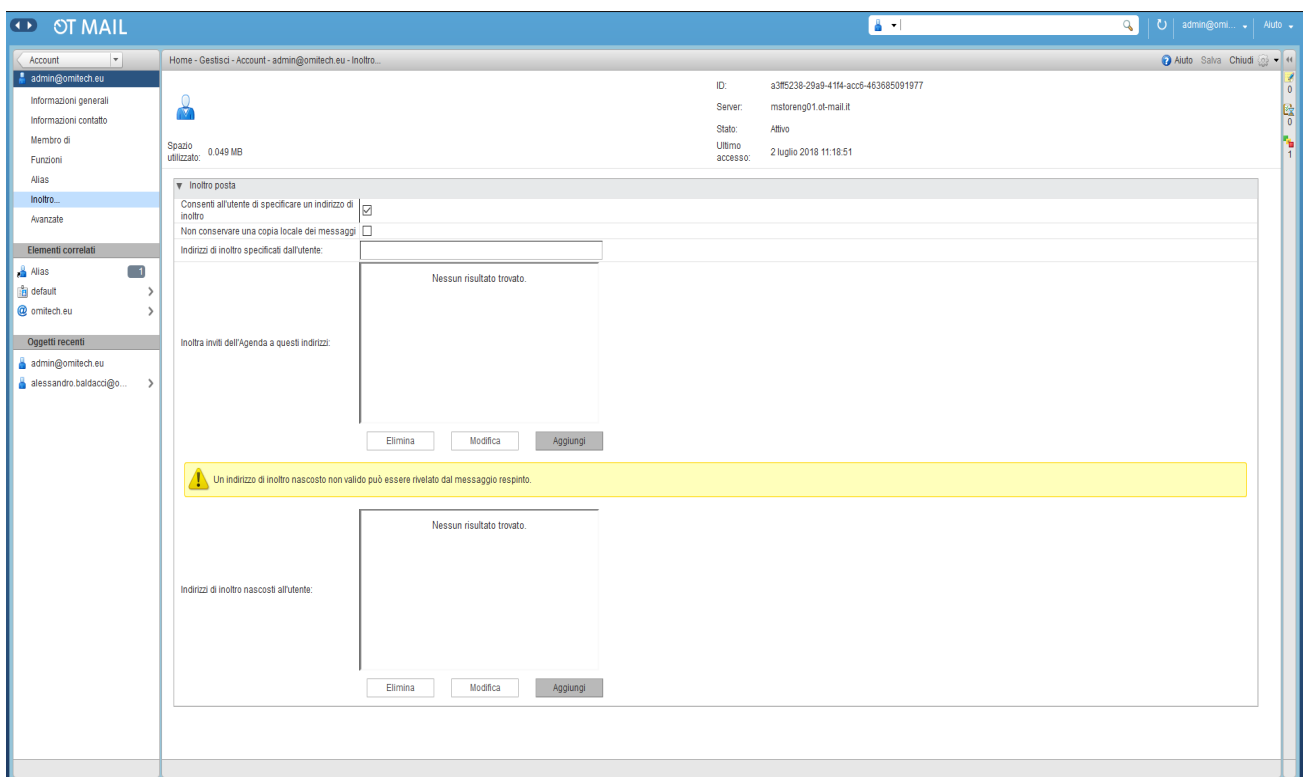 OT MAIL
admin@omi...
Aiuto
Account
Home - Gestisci - Account - admin@omitech.eu - Inoltro...
Aiuto Salva Chiudi
admin@omitech.eu
Informazioni generali
Informazioni contatto
Membro di
Funzioni
Alias
Inoltro...
Avanzate
Elementi correlati
Alias 1
default
omitech.eu
Oggetti recenti
admin@omitech.eu
alessandro.baldacci@o...
ID: a3ff5238-29a9-41f4-acc6-463685091977
Server: mstoreng01.ot-mail.it
Stato: Attivo
Spazio utilizzato: 0.049 MB
Ultimo accesso: 2 luglio 2018 11:18:51
Inoltro posta
Consenti all'utente di specificare un indirizzo di
inoltro
Non conservare una copia locale dei messaggi
Indirizzi di inoltro specificati dall'utente:
Nessun risultato trovato.
Inoltra inviti dell'Agenda a questi indirizzi:
Elimina Modifica Aggiungi
Un indirizzo di inoltro nascosto non valido può essere rivelato dal messaggio respinto.
Nessun risultato trovato.
Indirizzi di inoltro nascosti all'utente:
Elimina Modifica Aggiungi
0
0
1